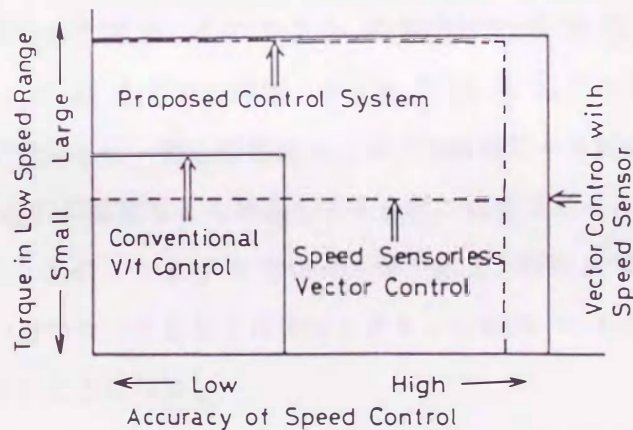 Torque in Low Speed Range
Small Large
Proposed Control System
Conventional
V/f Control
Speed Sensorless
Vector Control
Vector Control with
Speed Sensor
Low High
Accuracy of Speed Control